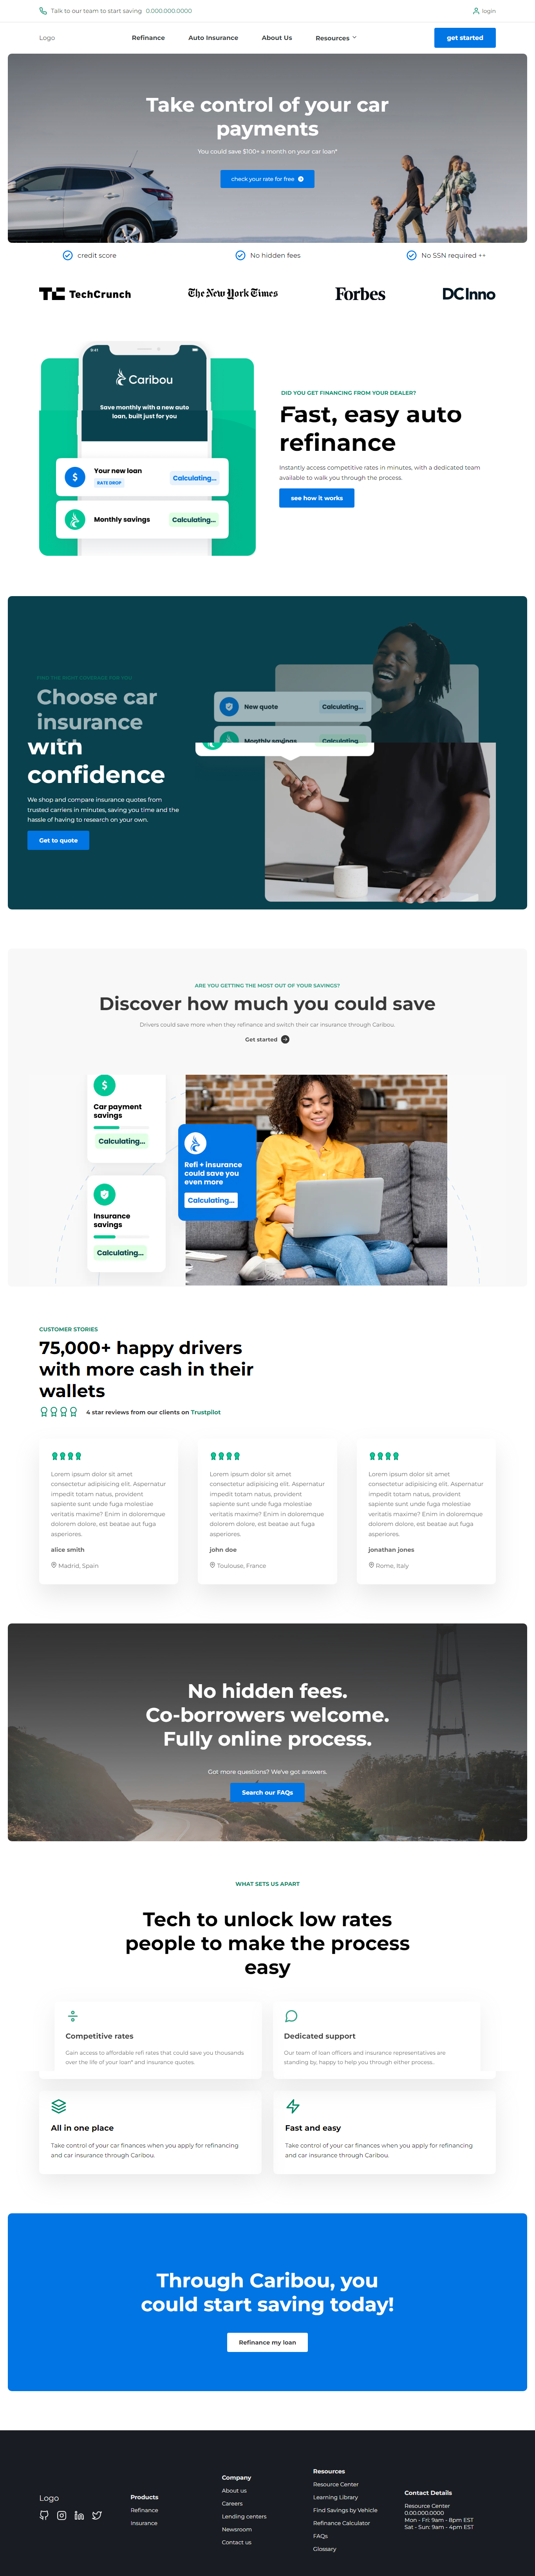 Talk to our team to start saving 0.000.000.0000
login
Logo
Refinance
Auto Insurance
About Us
Resources
get started
Take control of your car
payments
You could save $100+ a month on your car loan*
check your rate for free
credit score
No hidden fees
No SSN required ++
TechCrunch
The New York Times
Forbes
DC Inno
9:41
Caribou
Save monthly with a new auto
loan, built just for you
Your new loan
RATE DROP
Calculating...
Monthly savings
Calculating...
DID YOU GET FINANCING FROM YOUR DEALER?
Fast, easy auto
refinance
Instantly access competitive rates in minutes, with a dedicated team
available to walk you through the process.
see how it works
FIND THE RIGHT COVERAGE FOR YOU
Choose car
insurance
with
confidence
We shop and compare insurance quotes from
trusted carriers in minutes, saving you time and the
hassle of having to research on your own.
Get to quote
New quote
Calculating...
Monthly savings
Calculating...
ARE YOU GETTING THE MOST OUT OF YOUR SAVINGS?
Discover how much you could save
Drivers could save more when they refinance and switch their car insurance through Caribou.
Get started
Car payment
savings
Calculating...
Insurance
savings
Calculating...
Refi + insurance
could save you
even more
Calculating...
CUSTOMER STORIES
75,000+ happy drivers
with more cash in their
wallets
4 star reviews from our clients on Trustpilot
Lorem ipsum dolor sit amet
consectetur adipisicing elit. Aspernatur
impedit totam natus, provident
sapiente sunt unde fuga molestiae
veritatis maxime? Enim in doloremque
dolorem dolore, est beatae aut fuga
asperiores.
alice smith
Madrid, Spain
Lorem ipsum dolor sit amet
consectetur adipisicing elit. Aspernatur
impedit totam natus, provident
sapiente sunt unde fuga molestiae
veritatis maxime? Enim in doloremque
dolorem dolore, est beatae aut fuga
asperiores.
john doe
Toulouse, France
Lorem ipsum dolor sit amet
consectetur adipisicing elit. Aspernatur
impedit totam natus, provident
sapiente sunt unde fuga molestiae
veritatis maxime? Enim in doloremque
dolorem dolore, est beatae aut fuga
asperiores.
jonathan jones
Rome, Italy
No hidden fees.
Co-borrowers welcome.
Fully online process.
Got more questions? We've got answers.
Search our FAQs
WHAT SETS US APART
Tech to unlock low rates
people to make the process
easy
Competitive rates
Gain access to affordable refi rates that could save you thousands
over the life of your loan* and insurance quotes.
Dedicated support
Our team of loan officers and insurance representatives are
standing by, happy to help you through either process..
All in one place
Take control of your car finances when you apply for refinancing
and car insurance through Caribou.
Fast and easy
Take control of your car finances when you apply for refinancing
and car insurance through Caribou.
Through Caribou, you
could start saving today!
Refinance my loan
Logo
Products
Refinance
Insurance
Company
About us
Careers
Lending centers
Newsroom
Contact us
Resources
Resource Center
Learning Library
Find Savings by Vehicle
Refinance Calculator
FAQs
Glossary
Contact Details
Resource Center
0.00.000.0000
Mon - Fri: 9am - 8pm EST
Sat - Sun: 9am - 4pm EST